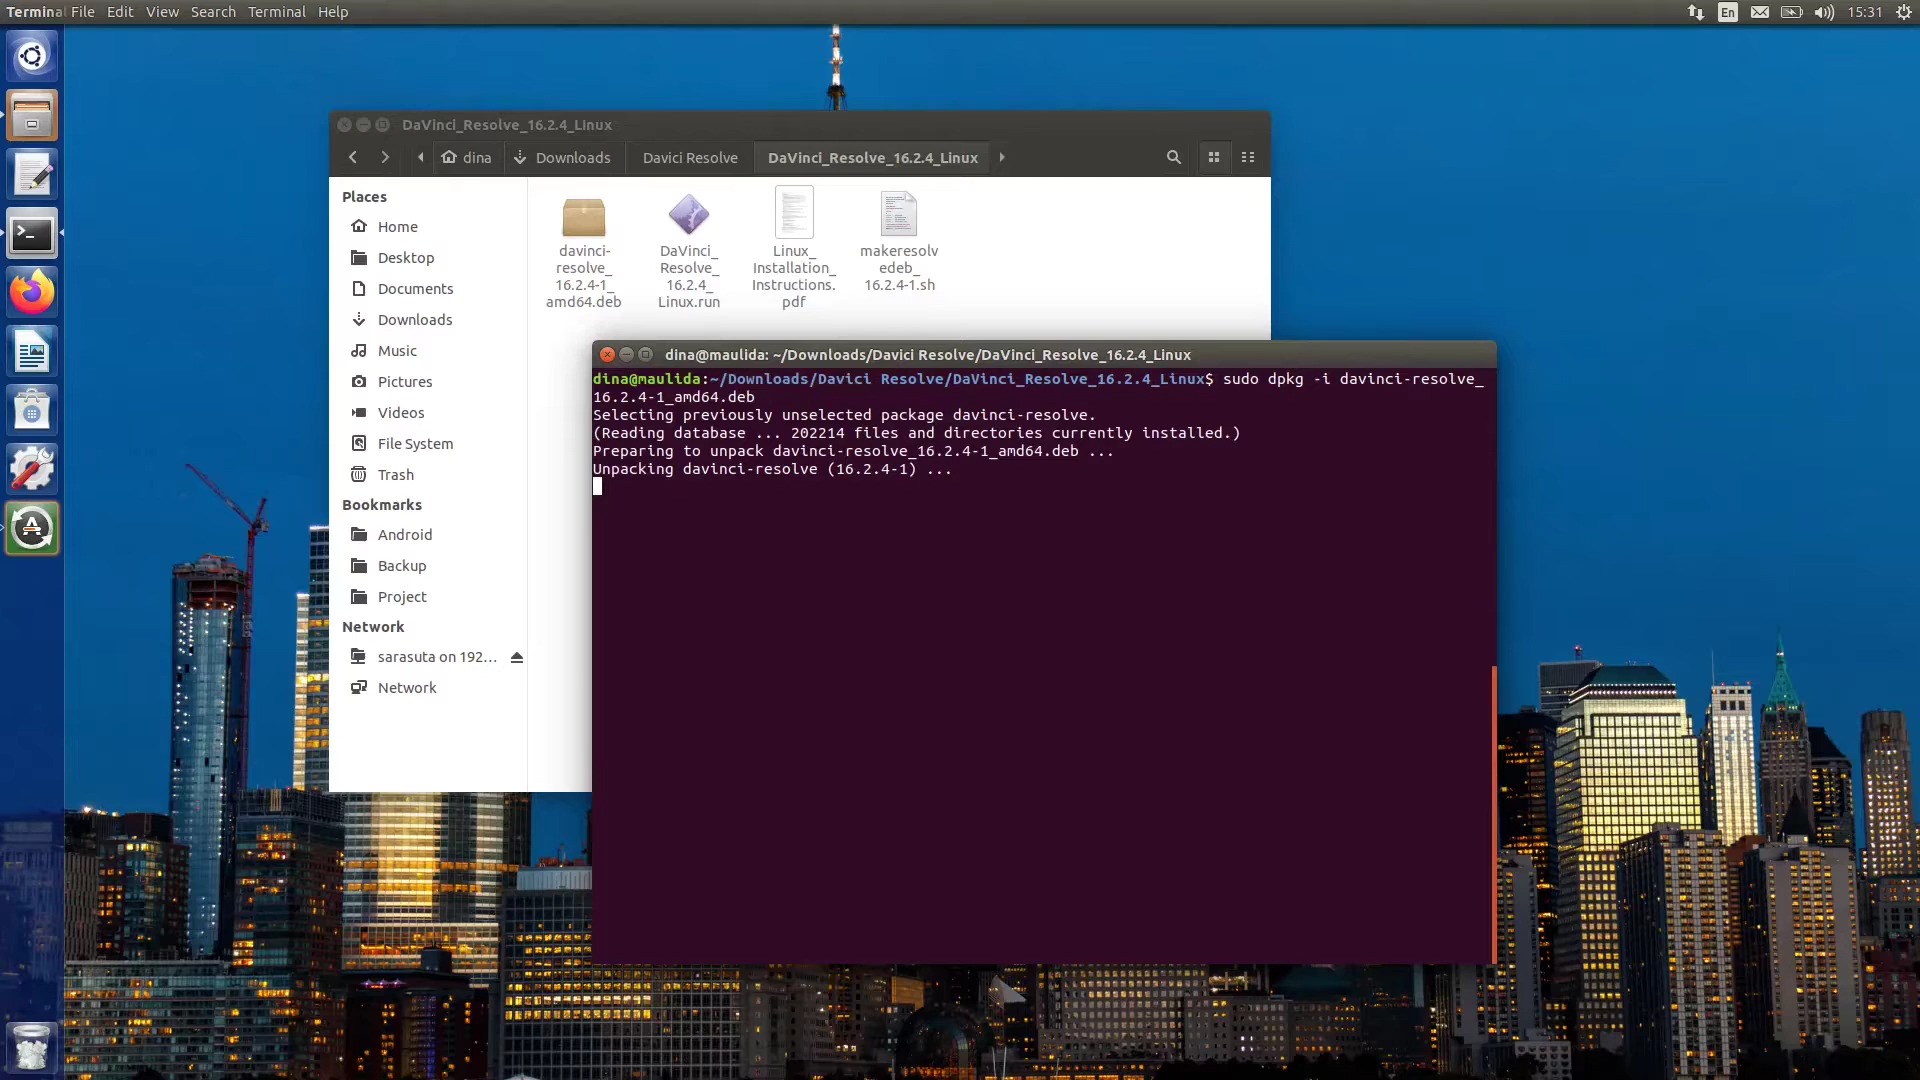 Terminal File Edit View Search Terminal Help
En
15:31
DaVinci_Resolve_16.2.4_Linux
dina Downloads Davici Resolve DaVinci_Resolve_16.2.4_Linux
Places
Home
Desktop
Documents
Downloads
Music
Pictures
Videos
File System
Trash
Bookmarks
Android
Backup
Project
Network
sarasuta on 192...
Network
davinci-
resolve_
16.2.4-1_
amd64.deb
DaVinci_
Resolve_
16.2.4_
Linux.run
Linux_
Installation_
Instructions.
pdf
makeresolv
edeb_
16.2.4-1.sh
dina@maulida: ~/Downloads/Davici Resolve/DaVinci_Resolve_16.2.4_Linux
dina@maulida:~/Downloads/Davici Resolve/DaVinci_Resolve_16.2.4_Linux$ sudo dpkg -i davinci-resolve_
16.2.4-1_amd64.deb
Selecting previously unselected package davinci-resolve.
(Reading database ... 202214 files and directories currently installed.)
Preparing to unpack davinci-resolve_16.2.4-1_amd64.deb ...
Unpacking davinci-resolve (16.2.4-1) ...